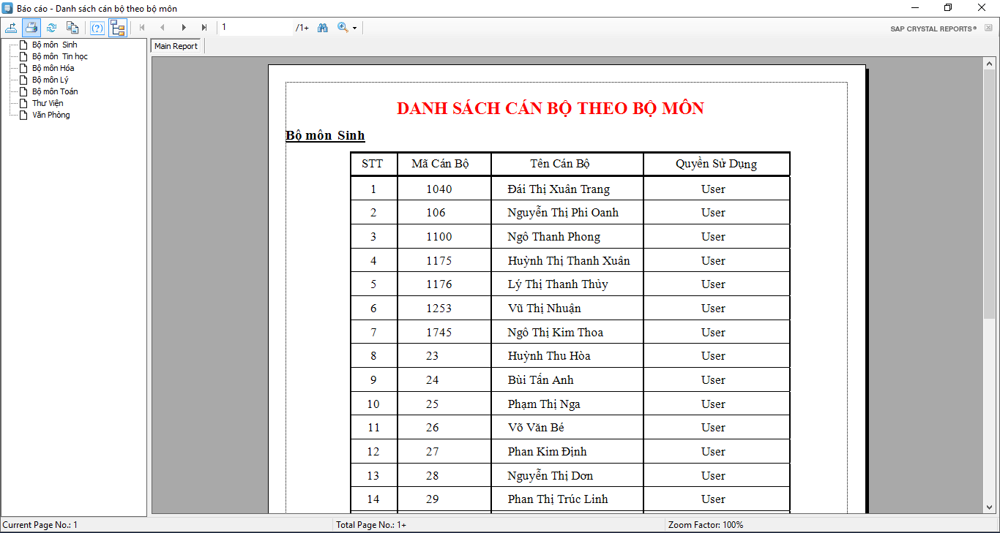 Báo cáo - Danh sách cán bộ theo bộ môn
1 /1+ SAP CRYSTAL REPORTS®
Bộ môn  Sinh
Bộ môn  Tin học
Bộ môn Hóa
Bộ môn Lý
Bộ môn Toán
Thư Viện
Văn Phòng
Main Report
DANH SÁCH CÁN BỘ THEO BỘ MÔN
Bộ môn  Sinh
STT Mã Cán Bộ Tên Cán Bộ Quyền Sử Dụng
1 1040 Đái Thị Xuân Trang User
2 106 Nguyễn Thị Phi Oanh User
3 1100 Ngô Thanh Phong User
4 1175 Huỳnh Thị Thanh Xuân User
5 1176 Lý Thị Thanh Thủy User
6 1253 Vũ Thị Nhuận User
7 1745 Ngô Thị Kim Thoa User
8 23 Huỳnh Thu Hòa User
9 24 Bùi Tấn Anh User
10 25 Phạm Thị Nga User
11 26 Võ Văn Bé User
12 27 Phan Kim Định User
13 28 Nguyễn Thị Dơn User
14 29 Phan Thị Trúc Linh User
Current Page No.: 1 Total Page No.: 1+ Zoom Factor: 100%